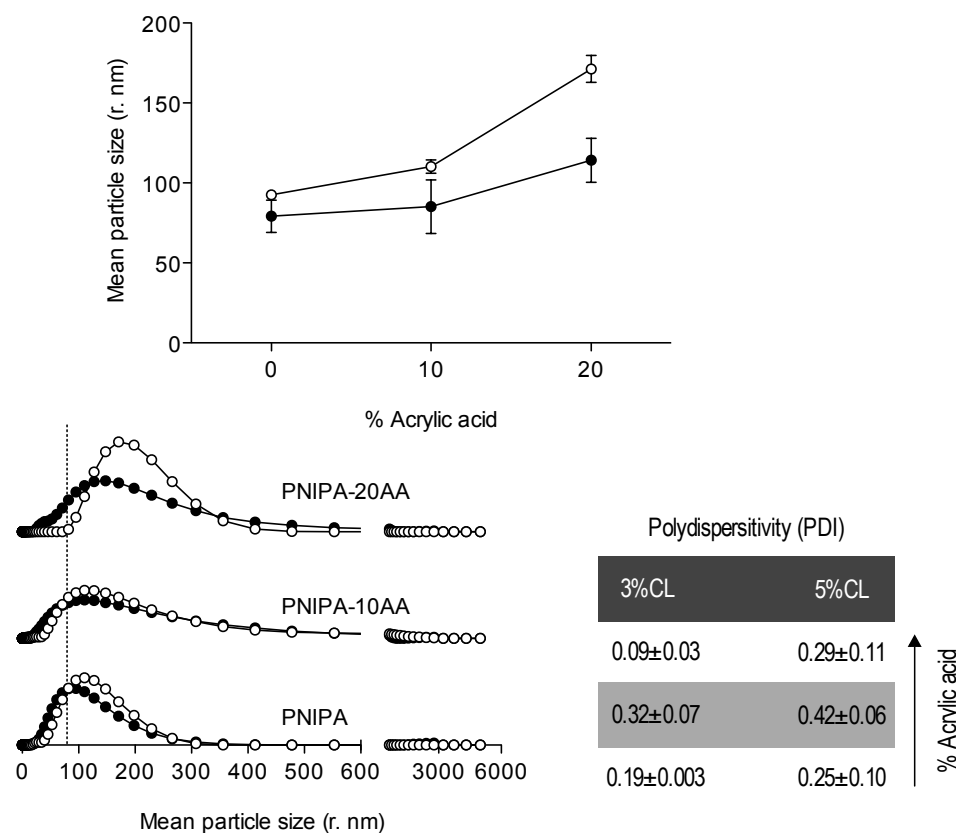 200
150
100
50
0
Mean particle size (r. nm)
0 10 20
% Acrylic acid
PNIPA-20AA
PNIPA-10AA
PNIPA
0 100 200 300 400 500 600 3000 6000
Mean particle size (r. nm)
Polydispersitivity (PDI)
3%CL 5%CL
0.09±0.03 0.29±0.11
0.32±0.07 0.42±0.06
0.19±0.003 0.25±0.10
% Acrylic acid